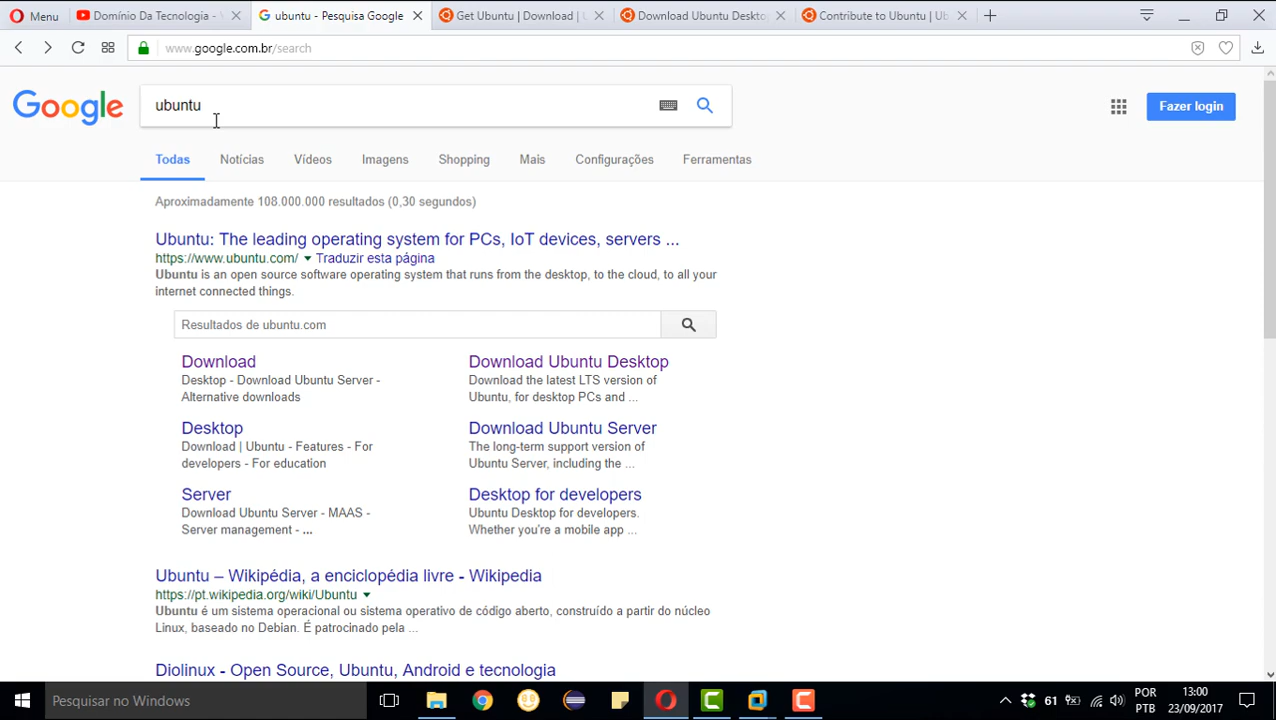 Menu
Domínio Da Tecnologia -
ubuntu - Pesquisa Google
Get Ubuntu | Download |
Download Ubuntu Deskto
Contribute to Ubuntu | Ub
www.google.com.br/search
Google
ubuntu
Fazer login
Todas Notícias Vídeos Imagens Shopping Mais Configurações Ferramentas
Aproximadamente 108.000.000 resultados (0,30 segundos)
Ubuntu: The leading operating system for PCs, IoT devices, servers ...
https://www.ubuntu.com/ Traduzir esta página
Ubuntu is an open source software operating system that runs from the desktop, to the cloud, to all your
internet connected things.
Resultados de ubuntu.com
Download
Desktop - Download Ubuntu Server -
Alternative downloads
Download Ubuntu Desktop
Download the latest LTS version of
Ubuntu, for desktop PCs and ...
Desktop
Download | Ubuntu - Features - For
developers - For education
Download Ubuntu Server
The long-term support version of
Ubuntu Server, including the ...
Server
Download Ubuntu Server - MAAS -
Server management - ...
Desktop for developers
Ubuntu Desktop for developers.
Whether you're a mobile app ...
Ubuntu – Wikipédia, a enciclopédia livre - Wikipedia
https://pt.wikipedia.org/wiki/Ubuntu
Ubuntu é um sistema operacional ou sistema operativo de código aberto, construído a partir do núcleo
Linux, baseado no Debian. É patrocinado pela ...
Diolinux - Open Source, Ubuntu, Android e tecnologia
Pesquisar no Windows
61
POR
PTB
13:00
23/09/2017